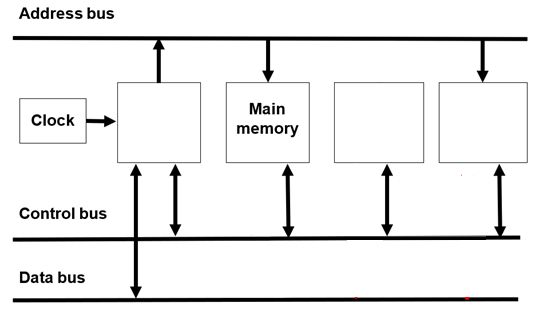 Address bus
Clock
Main
memory
Control bus
Data bus